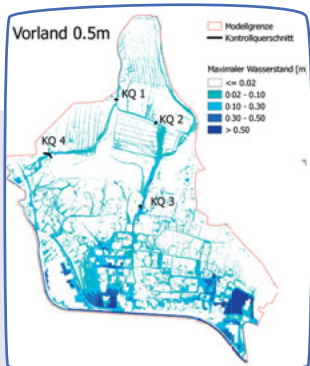 Vorland 0.5m
Modellgrenze
Kontrollquerschnitt
Maximaler Wasserstand [m]
<= 0.02
0.02 - 0.10
0.10 - 0.30
0.30 - 0.50
> 0.50
KQ 1
KQ 2
KQ 4
KQ 3